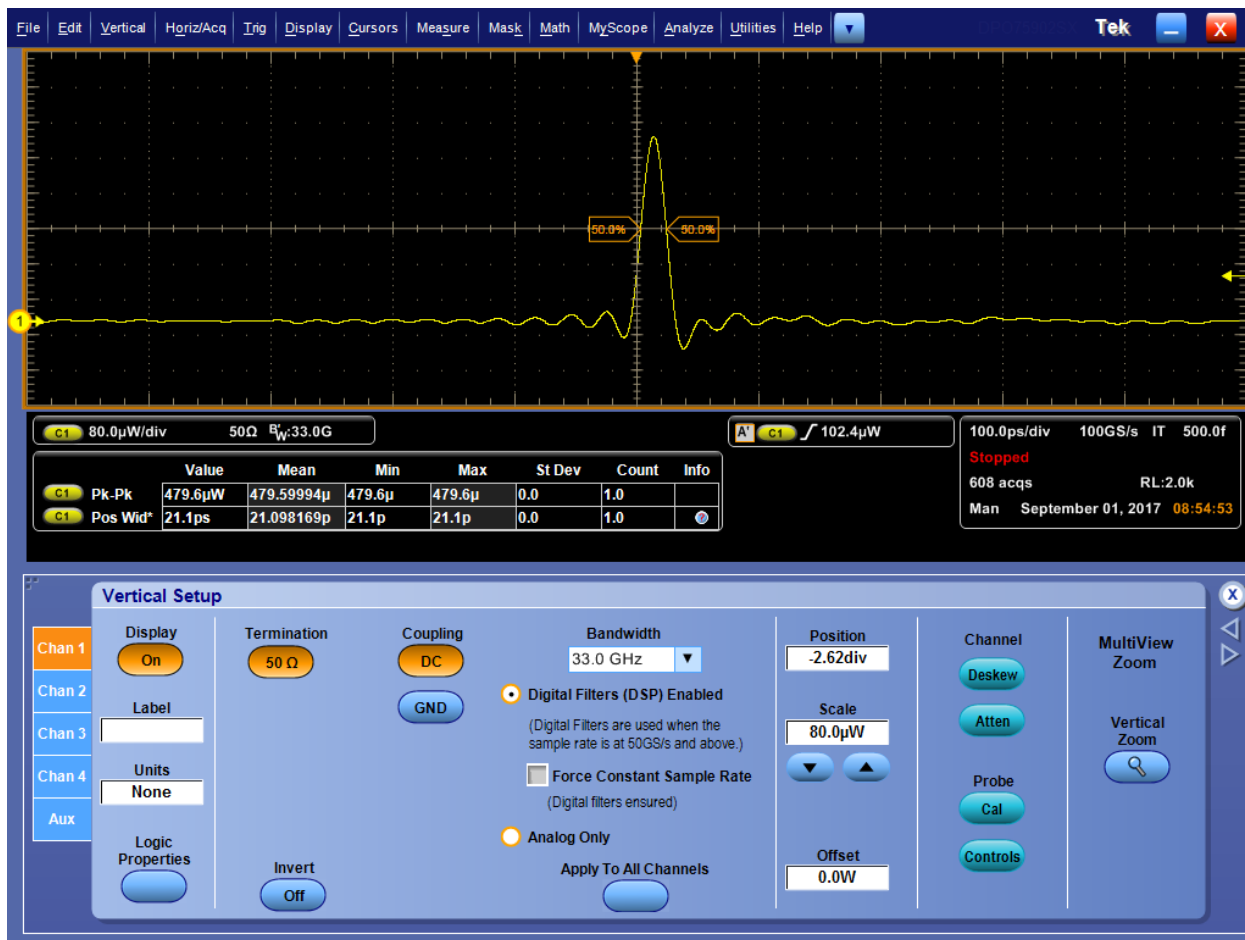 File Edit Vertical Horiz/Acq Trig Display Cursors Measure Mask Math MyScope Analyze Utilities Help Tek X
50.0% 50.0%
1
C1 80.0µW/div 50Ω BW:33.0G
A' C1 102.4µW
100.0ps/div 100GS/s IT 500.0f
Stopped
608 acqs RL:2.0k
Man September 01, 2017 08:54:53
Value Mean Min Max St Dev Count Info
C1 Pk-Pk 479.6µW 479.59994µ 479.6µ 479.6µ 0.0 1.0
C1 Pos Wid* 21.1ps 21.098169p 21.1p 21.1p 0.0 1.0
Vertical Setup
X
Chan 1
Chan 2
Chan 3
Chan 4
Aux
Display
On
Label
Units
None
Logic
Properties
Termination
50 Ω
Invert
Off
Coupling
DC
GND
Bandwidth
33.0 GHz
Digital Filters (DSP) Enabled
(Digital Filters are used when the
sample rate is at 50GS/s and above.)
Force Constant Sample Rate
(Digital filters ensured)
Analog Only
Apply To All Channels
Position
-2.62div
Scale
80.0µW
Offset
0.0W
Channel
Deskew
Atten
Probe
Cal
Controls
MultiView
Zoom
Vertical
Zoom